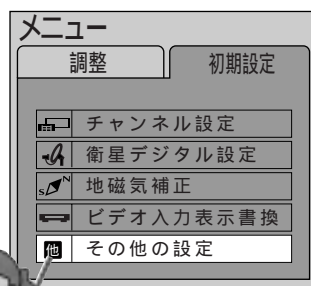 メニュー
調整 初期設定
チャンネル設定
衛星デジタル設定
S N 地磁気補正
ビデオ入力表示書換
他 その他の設定